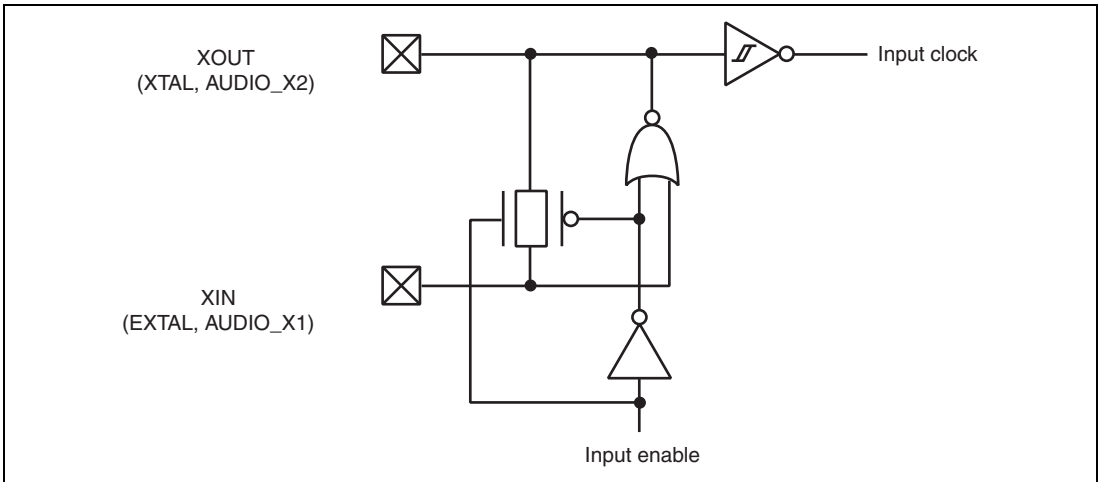 XOUT
(XTAL, AUDIO_X2)
Input clock
XIN
(EXTAL, AUDIO_X1)
Input enable